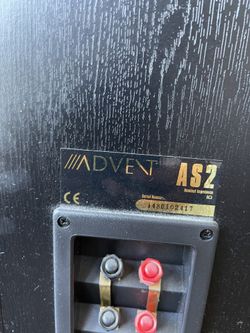 ADVENT AS2
Nominal Impedance
Serial Number
CE